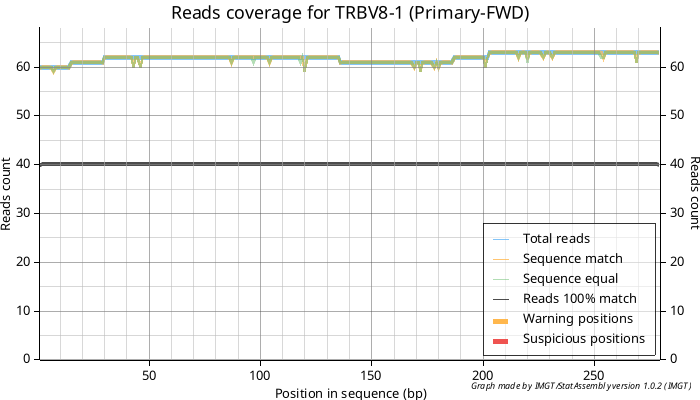 Reads coverage for TRBV8-1 (Primary-FWD)
60
50
40
30
20
10
0
60
50
40
30
20
10
0
Reads count
Reads count
Total reads
Sequence match
Sequence equal
Reads 100% match
Warning positions
Suspicious positions
50 100 150 200 250
Position in sequence (bp)
Graph made by IMGT/StatAssembly version 1.0.2 (IMGT)